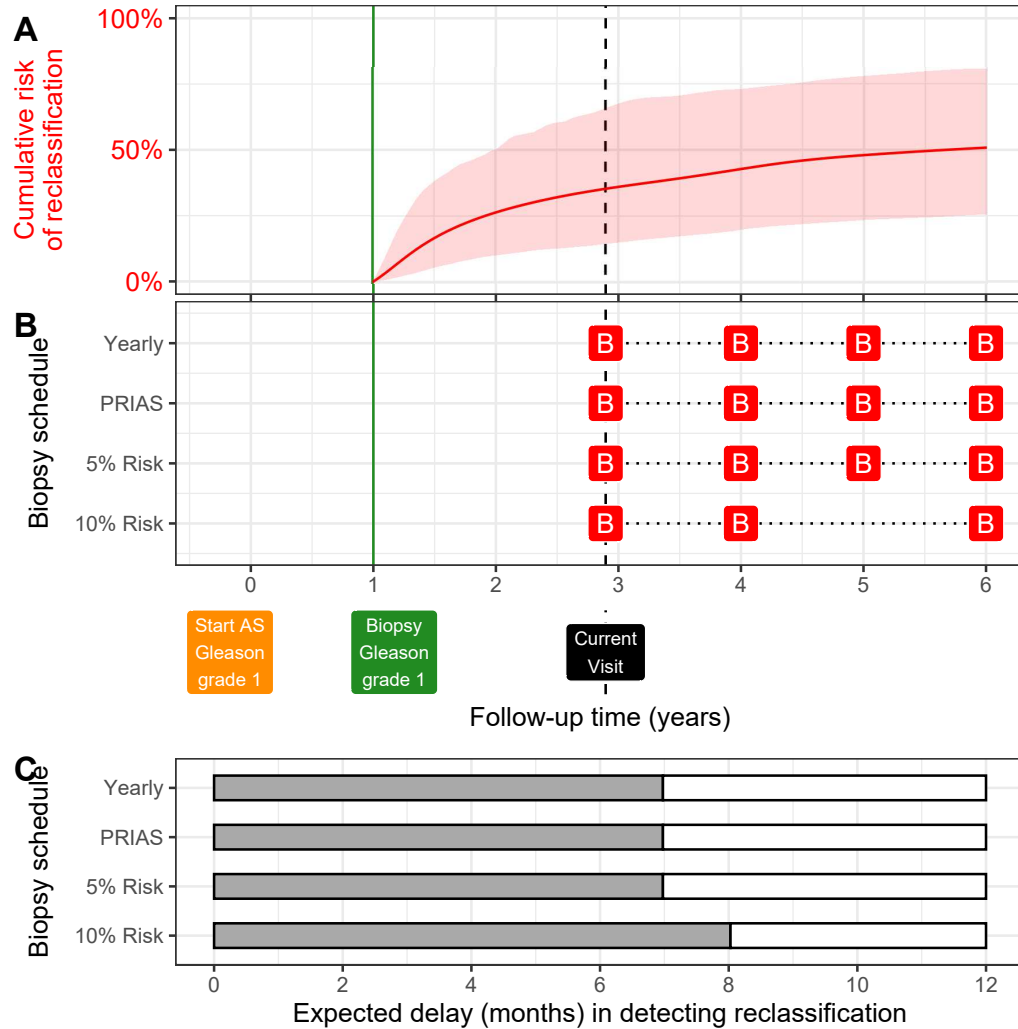 A
Cumulative risk
of reclassification
100%
50%
0%
B
Biopsy schedule
Yearly
B B B B
PRIAS
B B B B
5% Risk
B B B B
10% Risk
B B B
0 1 2 3 4 5 6
Start AS
Gleason
grade 1
Biopsy
Gleason
grade 1
Current
Visit
Follow-up time (years)
C
Biopsy schedule
Yearly
PRIAS
5% Risk
10% Risk
0 2 4 6 8 10 12
Expected delay (months) in detecting reclassification